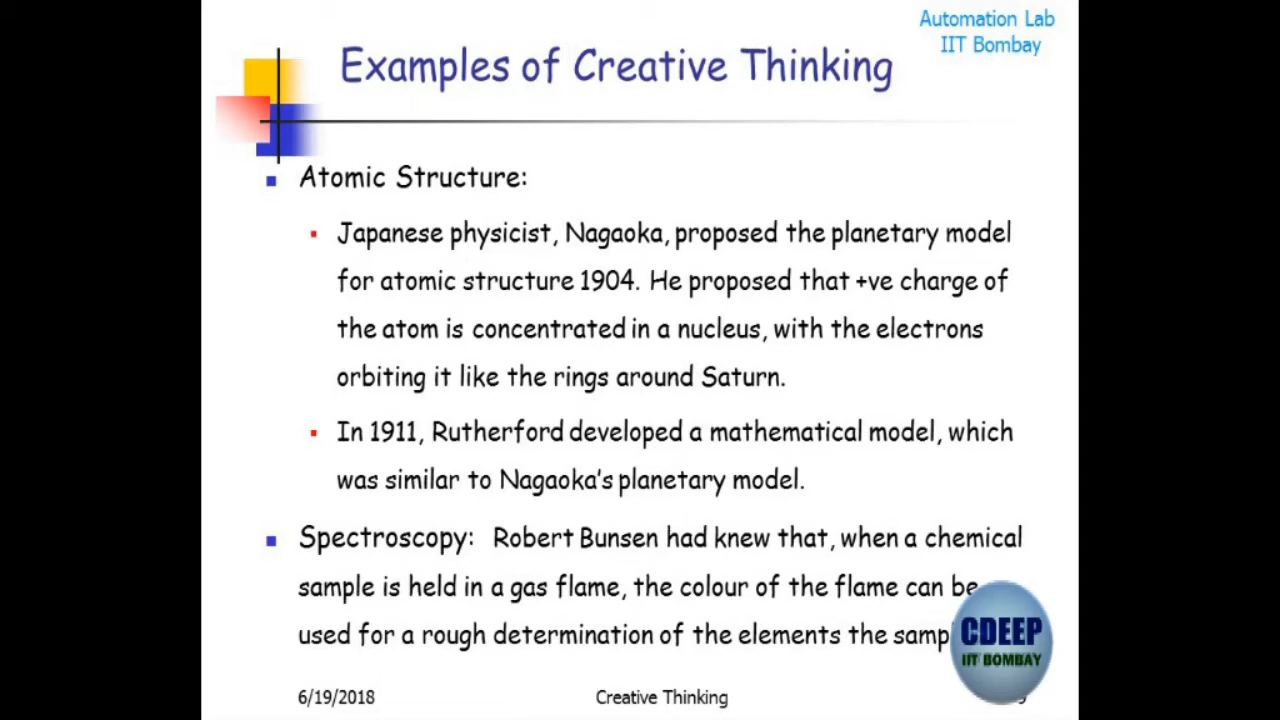 Automation Lab
IIT Bombay
Examples of Creative Thinking
Atomic Structure:
Japanese physicist, Nagaoka, proposed the planetary model
for atomic structure 1904. He proposed that +ve charge of
the atom is concentrated in a nucleus, with the electrons
orbiting it like the rings around Saturn.
In 1911, Rutherford developed a mathematical model, which
was similar to Nagaoka's planetary model.
Spectroscopy: Robert Bunsen had knew that, when a chemical
sample is held in a gas flame, the colour of the flame can be
used for a rough determination of the elements the
CDEEP
IIT BOMBAY
6/19/2018
Creative Thinking